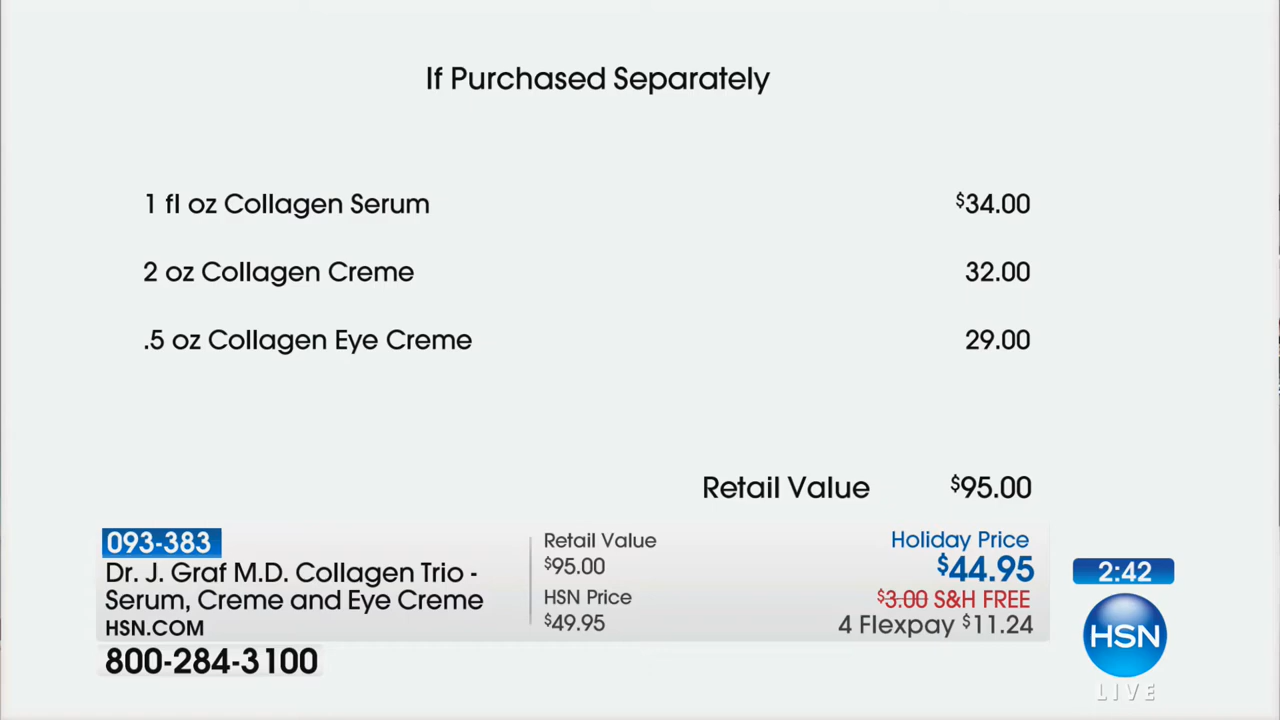 If Purchased Separately
1 fl oz Collagen Serum $34.00
2 oz Collagen Creme 32.00
.5 oz Collagen Eye Creme 29.00
Retail Value $95.00
093-383
Dr. J. Graf M.D. Collagen Trio -
Serum, Creme and Eye Creme
HSN.COM
800-284-3100
Retail Value
$95.00
HSN Price
$49.95
Holiday Price
$44.95
$3.00 S&H FREE
4 Flexpay $11.24
2:42
HSN
LIVE